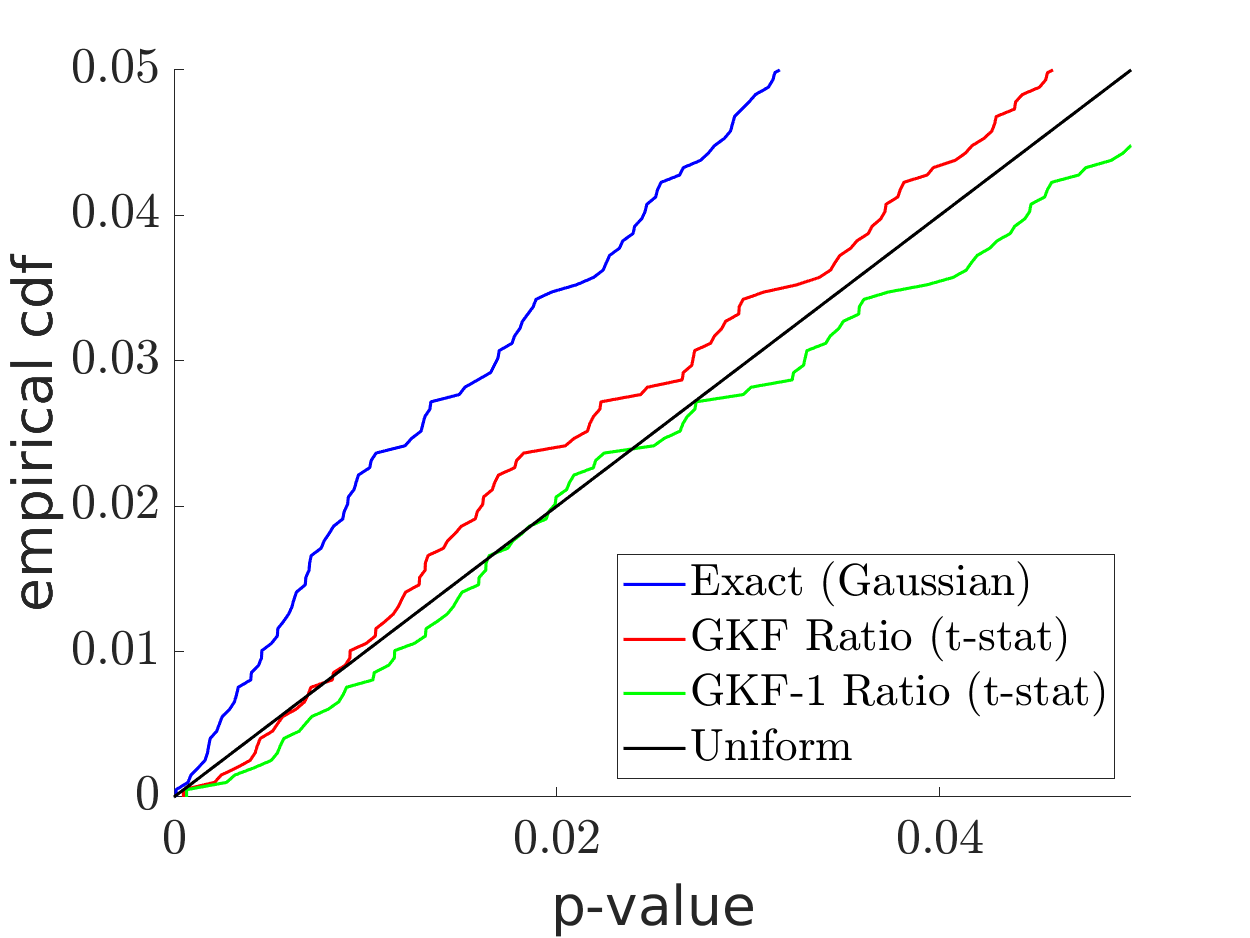 0.05
0.04
0.03
0.02
0.01
0
0
0.02
0.04
empirical cdf
p-value
Exact (Gaussian)
GKF Ratio (t-stat)
GKF-1 Ratio (t-stat)
Uniform